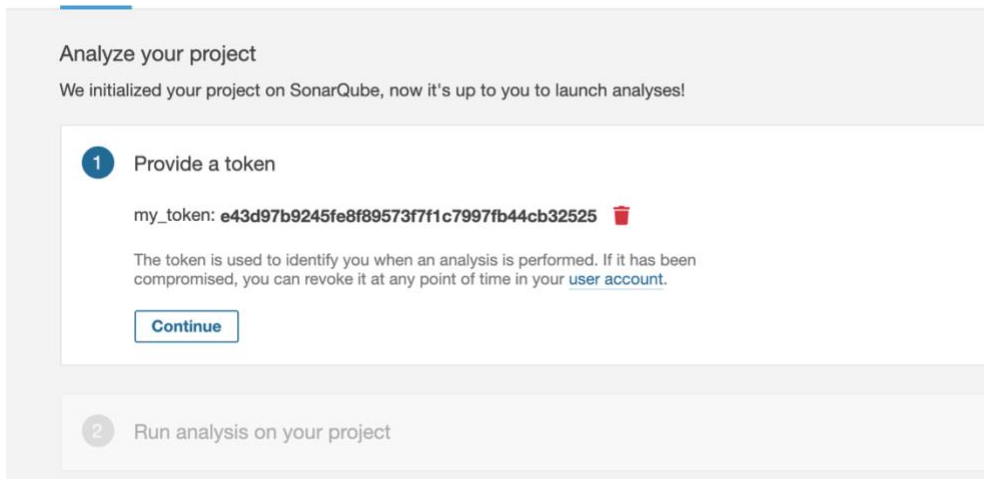 Analyze your project
We initialized your project on SonarQube, now it's up to you to launch analyses!
1 Provide a token
my_token: e43d97b9245fe8f89573f7f1c7997fb44cb32525
The token is used to identify you when an analysis is performed. If it has been
compromised, you can revoke it at any point of time in your user account.
Continue
2 Run analysis on your project